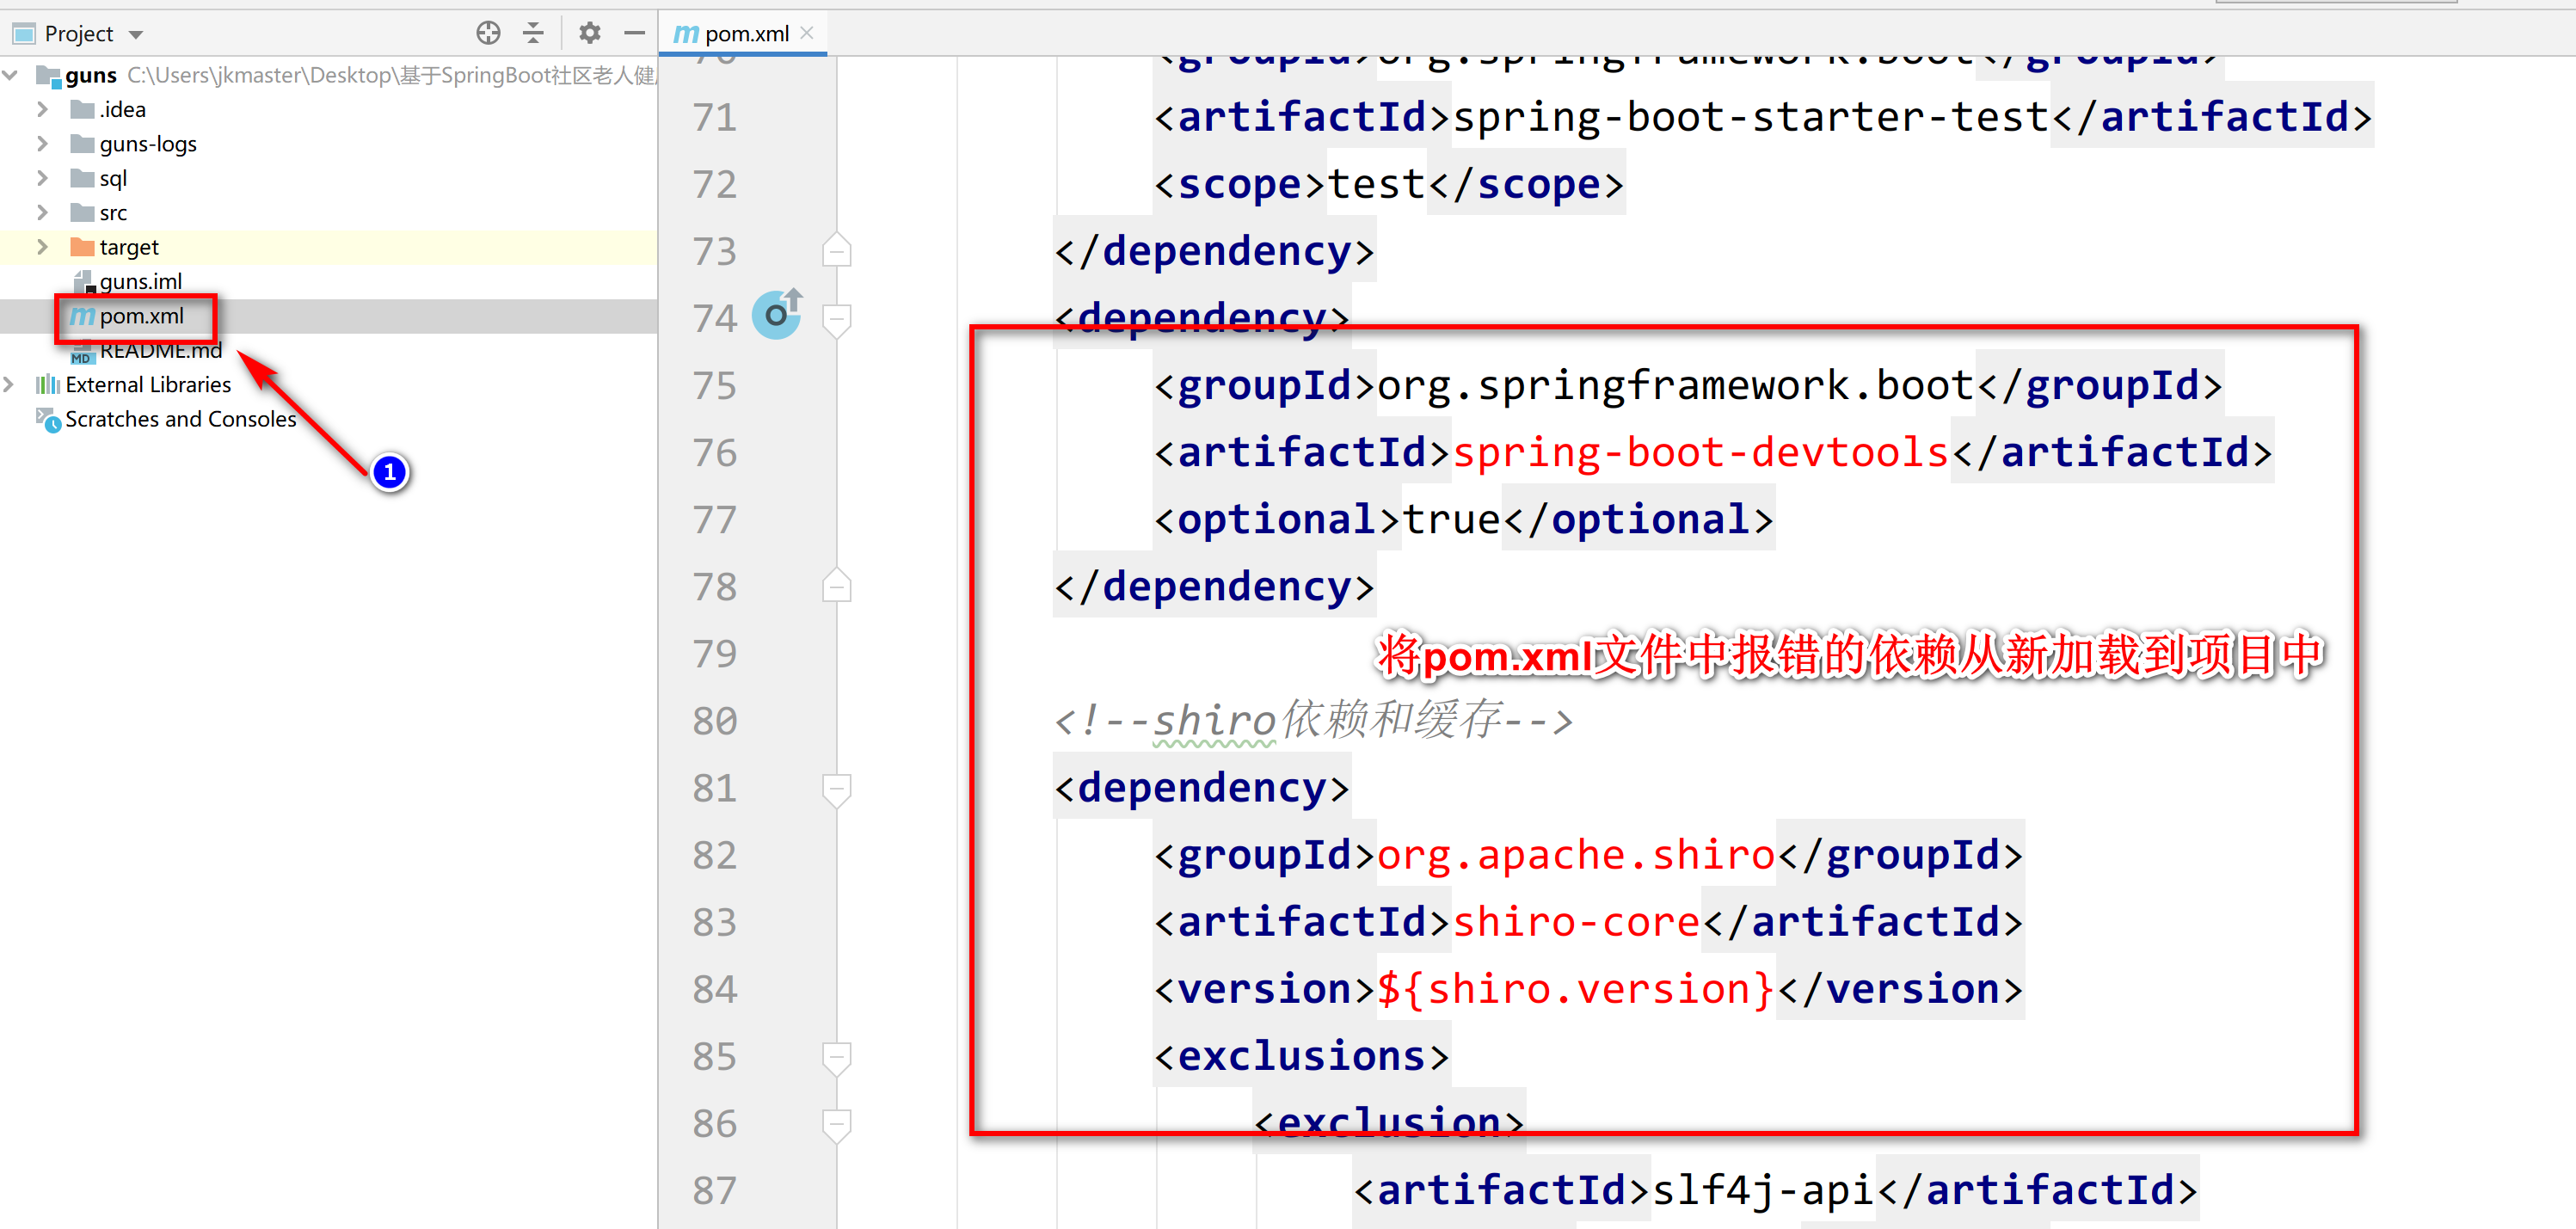 Project
guns C:\Users\jkmaster\Desktop\基于SpringBoot社区老人健
.idea
guns-logs
sql
src
target
guns.iml
pom.xml
README.md
External Libraries
Scratches and Consoles
1
pom.xml
70 <groupId>org.springframework.boot</groupId>
71 <artifactId>spring-boot-starter-test</artifactId>
72 <scope>test</scope>
73 </dependency>
74 <dependency>
75 <groupId>org.springframework.boot</groupId>
76 <artifactId>spring-boot-devtools</artifactId>
77 <optional>true</optional>
78 </dependency>
79
将pom.xml文件中报错的依赖从新加载到项目中
80 <!--shiro依赖和缓存-->
81 <dependency>
82 <groupId>org.apache.shiro</groupId>
83 <artifactId>shiro-core</artifactId>
84 <version>${shiro.version}</version>
85 <exclusions>
86 <exclusion>
87 <artifactId>slf4j-api</artifactId>